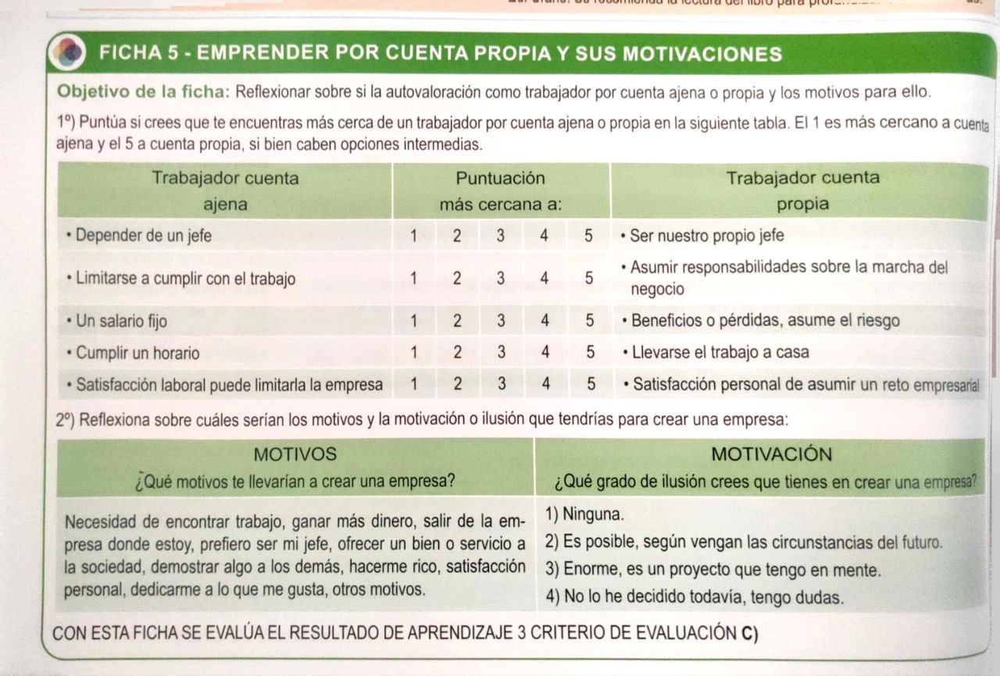 la lectura del libro para
FICHA 5 - EMPRENDER POR CUENTA PROPIA Y SUS MOTIVACIONES
Objetivo de la ficha: Reflexionar sobre si la autovaloración como trabajador por cuenta ajena o propia y los motivos para ello.
1º) Puntúa si crees que te encuentras más cerca de un trabajador por cuenta ajena o propia en la siguiente tabla. El 1 es más cercano a cuenta
ajena y el 5 a cuenta propia, si bien caben opciones intermedias.
Trabajador cuenta Puntuación Trabajador cuenta
ajena más cercana a: propia
• Depender de un jefe 1 2 3 4 5 • Ser nuestro propio jefe
• Limitarse a cumplir con el trabajo 1 2 3 4 5 • Asumir responsabilidades sobre la marcha del
negocio
• Un salario fijo 1 2 3 4 5 • Beneficios o pérdidas, asume el riesgo
• Cumplir un horario 1 2 3 4 5 • Llevarse el trabajo a casa
• Satisfacción laboral puede limitarla la empresa 1 2 3 4 5 • Satisfacción personal de asumir un reto empresarial
2º) Reflexiona sobre cuáles serían los motivos y la motivación o ilusión que tendrías para crear una empresa:
MOTIVOS
¿Qué motivos te llevarían a crear una empresa?
Necesidad de encontrar trabajo, ganar más dinero, salir de la em-
presa donde estoy, prefiero ser mi jefe, ofrecer un bien o servicio a
la sociedad, demostrar algo a los demás, hacerme rico, satisfacción
personal, dedicarme a lo que me gusta, otros motivos.
MOTIVACIÓN
¿Qué grado de ilusión crees que tienes en crear una empresa?
1) Ninguna.
2) Es posible, según vengan las circunstancias del futuro.
3) Enorme, es un proyecto que tengo en mente.
4) No lo he decidido todavía, tengo dudas.
CON ESTA FICHA SE EVALÚA EL RESULTADO DE APRENDIZAJE 3 CRITERIO DE EVALUACIÓN C)